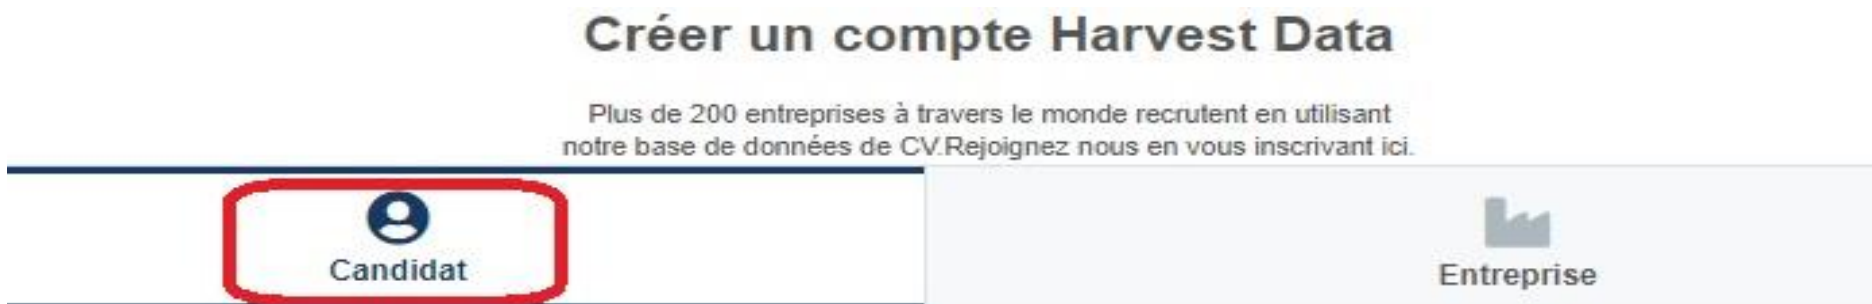 Créer un compte Harvest Data
Plus de 200 entreprises à travers le monde recrutent en utilisant
notre base de données de CV.Rejoignez nous en vous inscrivant ici.
Candidat
Entreprise